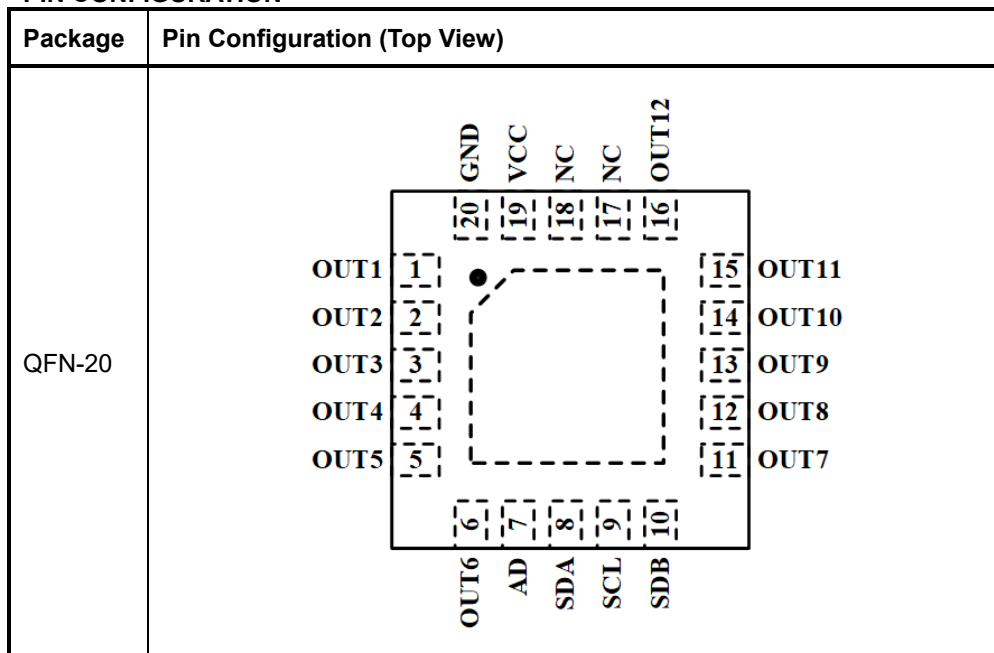 PIN CONFIGURATION
Package
Pin Configuration (Top View)
QFN-20
GND
VCC
NC
NC
OUT12
20
19
18
17
16
OUT1
1
15
OUT11
OUT2
2
14
OUT10
OUT3
3
13
OUT9
OUT4
4
12
OUT8
OUT5
5
11
OUT7
6
7
8
9
10
OUT6
AD
SDA
SCL
SDB